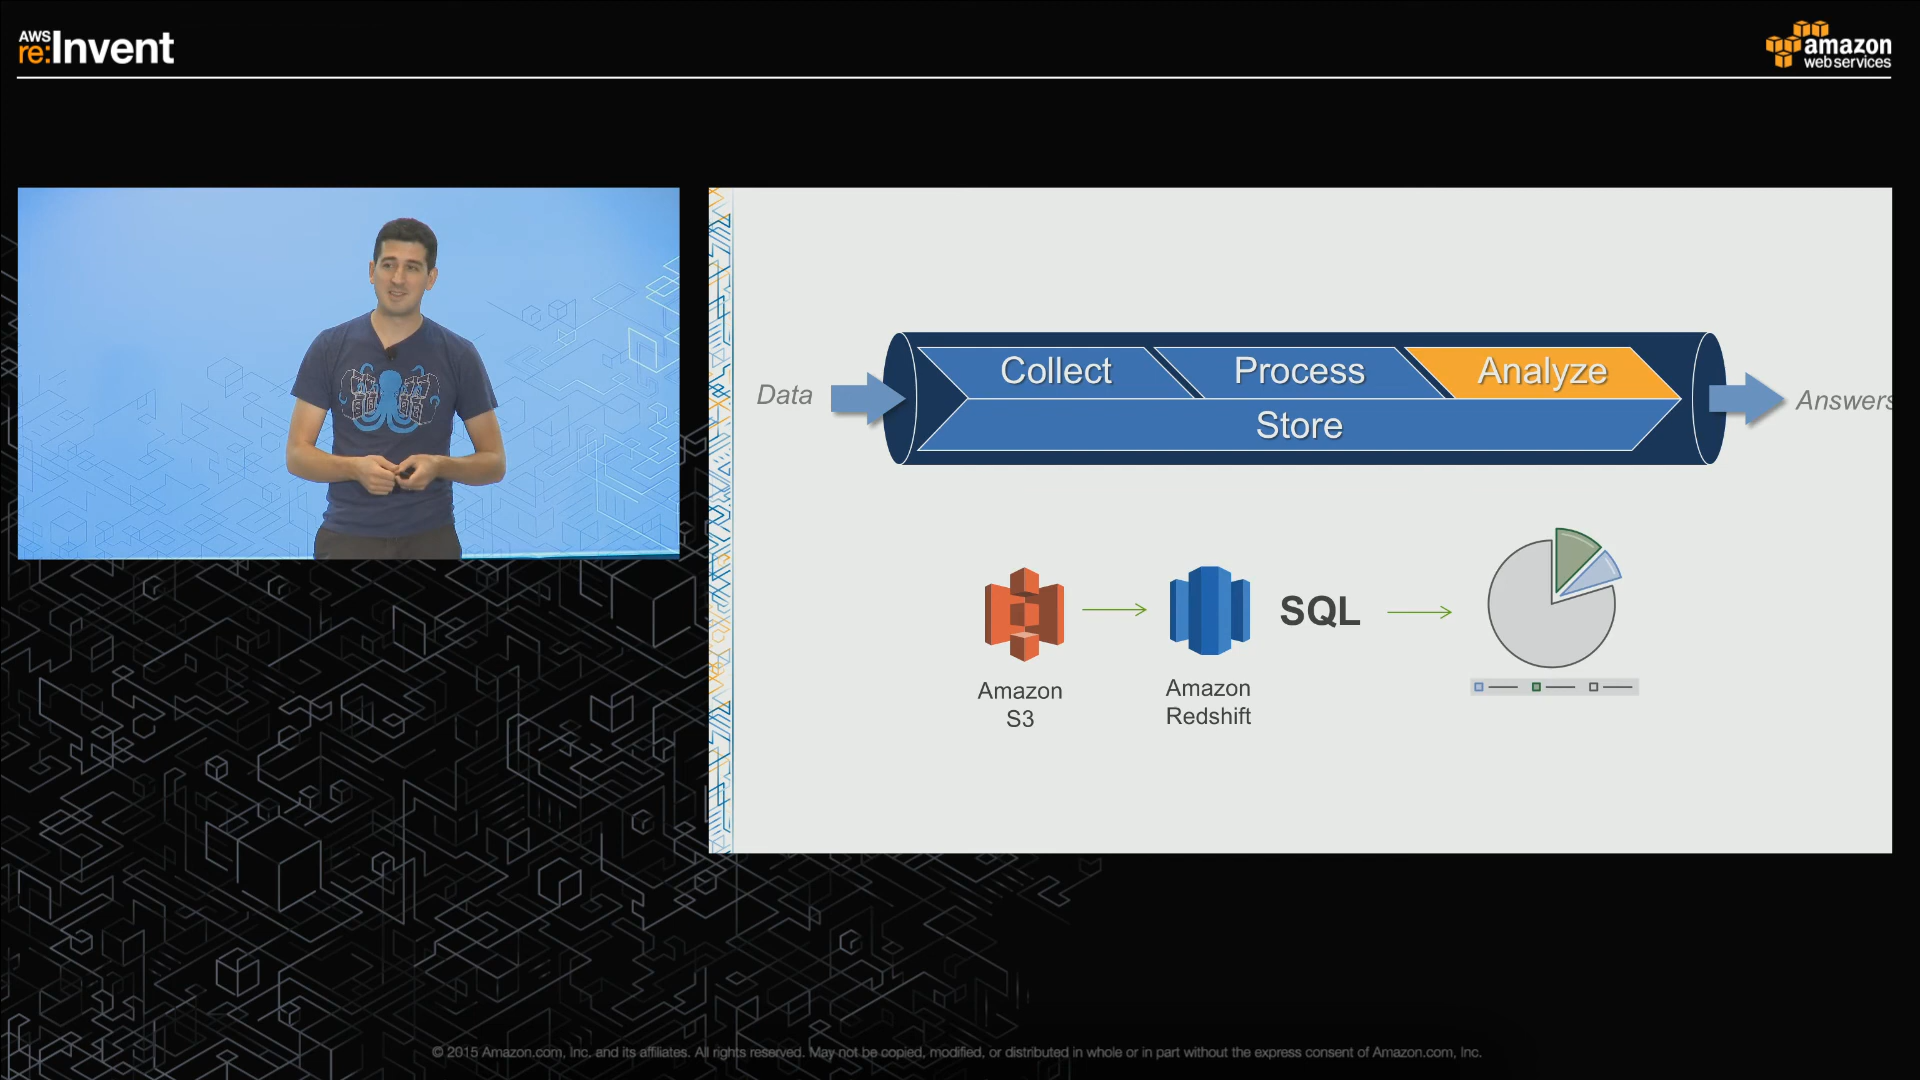 AWS
re:Invent
amazon
web services
Collect
Process
Analyze
Data
Answers
Store
SQL
Amazon
S3
Amazon
Redshift
© 2015 Amazon.com, Inc. and its affiliates. All rights reserved. May not be copied, modified, or distributed in whole or in part without the express consent of Amazon.com, Inc.